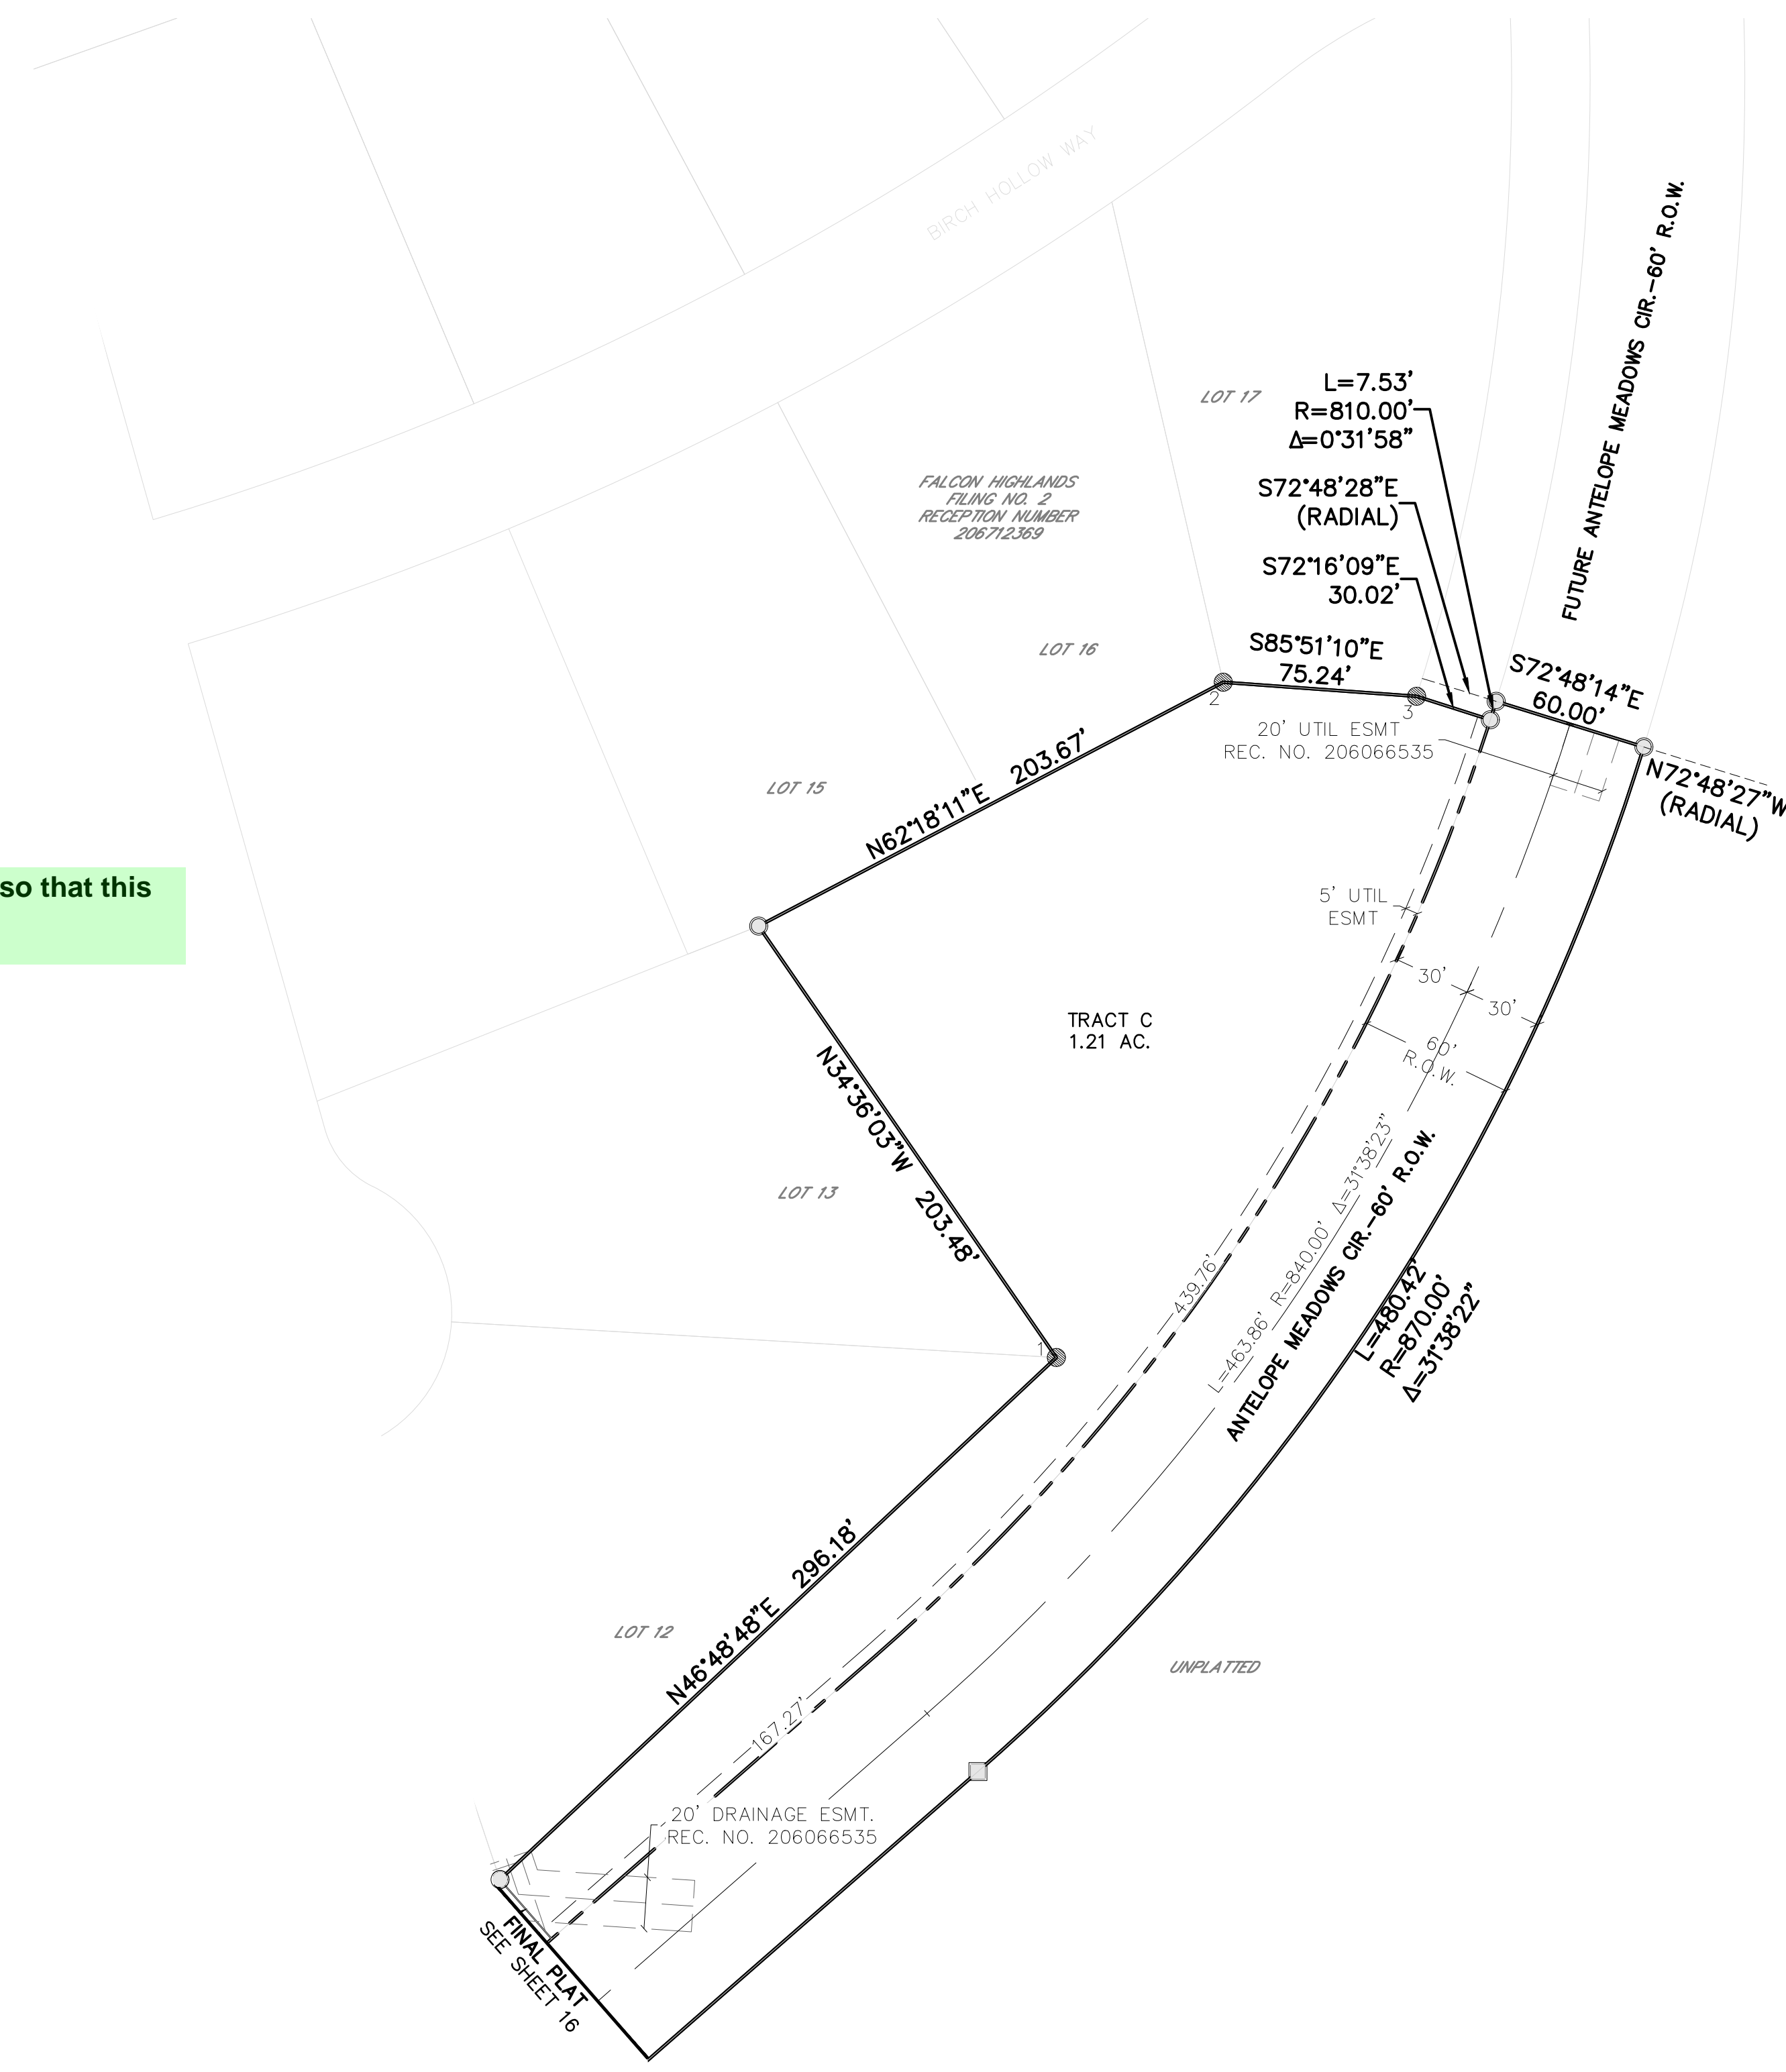 BIRCH HOLLOW WAY
FUTURE ANTELOPE MEADOWS CIR.-60' R.O.W.
L=7.53'
R=810.00'
Δ=0°31'58"
LOT 17
FALCON HIGHLANDS
FILING NO. 2
RECEPTION NUMBER
206712369
S72°48'28"E
(RADIAL)
S72°16'09"E
30.02'
LOT 16
S85°51'10"E
75.24'
S72°48'14"E
60.00'
2
3
20' UTIL ESMT
REC. NO. 206066535
N72°48'27"W
(RADIAL)
LOT 15
N62°18'11"E 203.67'
so that this
5' UTIL
ESMT
30'
30'
60'
R.O.W.
TRACT C
1.21 AC.
N34°36'03"W 203.48'
LOT 13
1
439.76'
L=463.86' R=840.00' Δ=31°38'23"
ANTELOPE MEADOWS CIR.-60' R.O.W.
L=480.42'
R=870.00'
Δ=31°38'22"
N46°48'48"E 296.18'
LOT 12
UNPLATTED
167.27'
20' DRAINAGE ESMT.
REC. NO. 206066535
FINAL PLAT
SEE SHEET 16